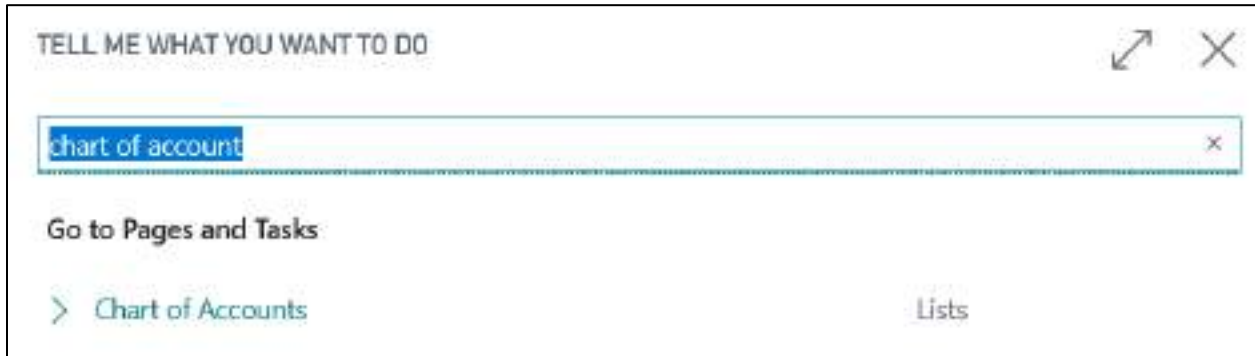 TELL ME WHAT YOU WANT TO DO
chart of account
Go to Pages and Tasks
Chart of Accounts Lists